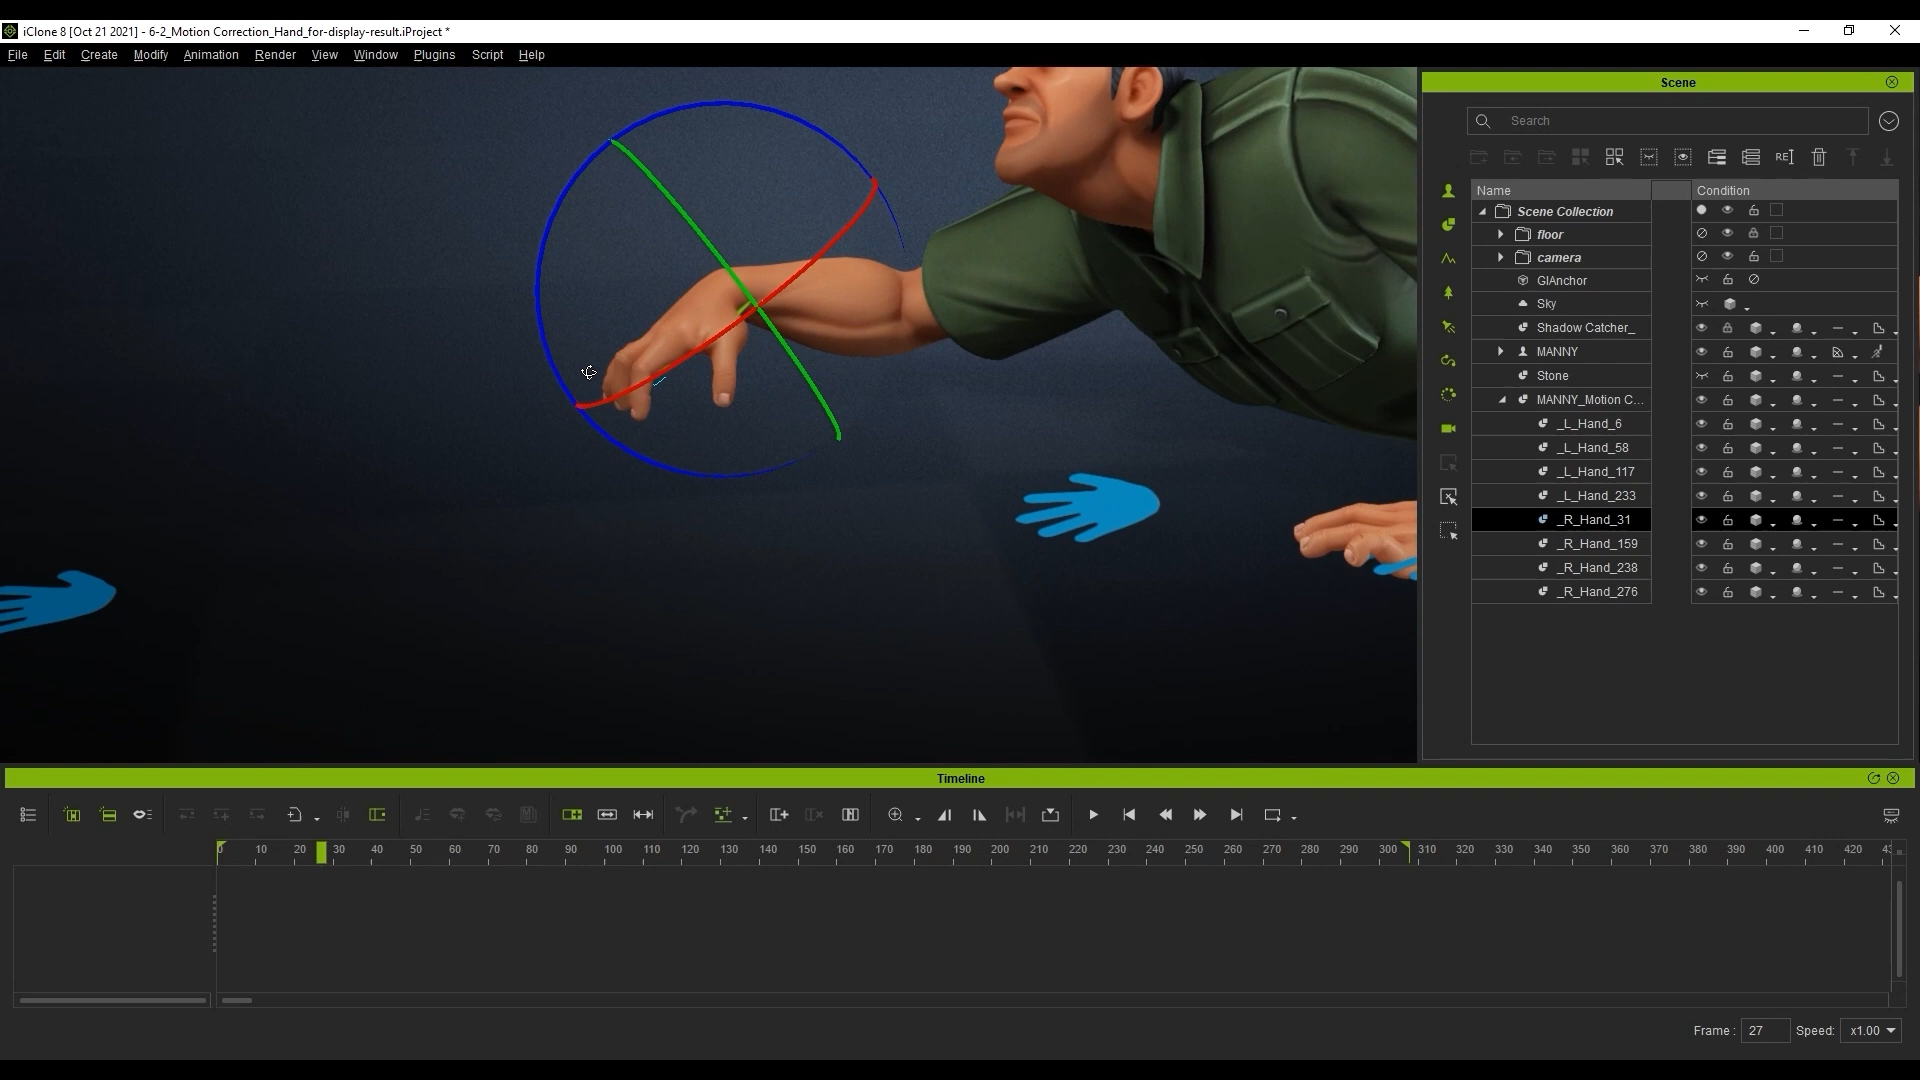 iClone 8 [Oct 21 2021] - 6-2_Motion Correction_Hand_for-display-result.iProject *
File Edit Create Modify Animation Render View Window Plugins Script Help
Scene
Search
RE
Name Condition
Scene Collection
floor
camera
GIAnchor
Sky
Shadow Catcher_
MANNY
Stone
MANNY_Motion C...
_L_Hand_6
_L_Hand_58
_L_Hand_117
_L_Hand_233
_R_Hand_31
_R_Hand_159
_R_Hand_238
_R_Hand_276
Timeline
0 10 20 30 40 50 60 70 80 90 100 110 120 130 140 150 160 170 180 190 200 210 220 230 240 250 260 270 280 290 300 310 320 330 340 350 360 370 380 390 400 410 420
Frame : 27 Speed: x1.00